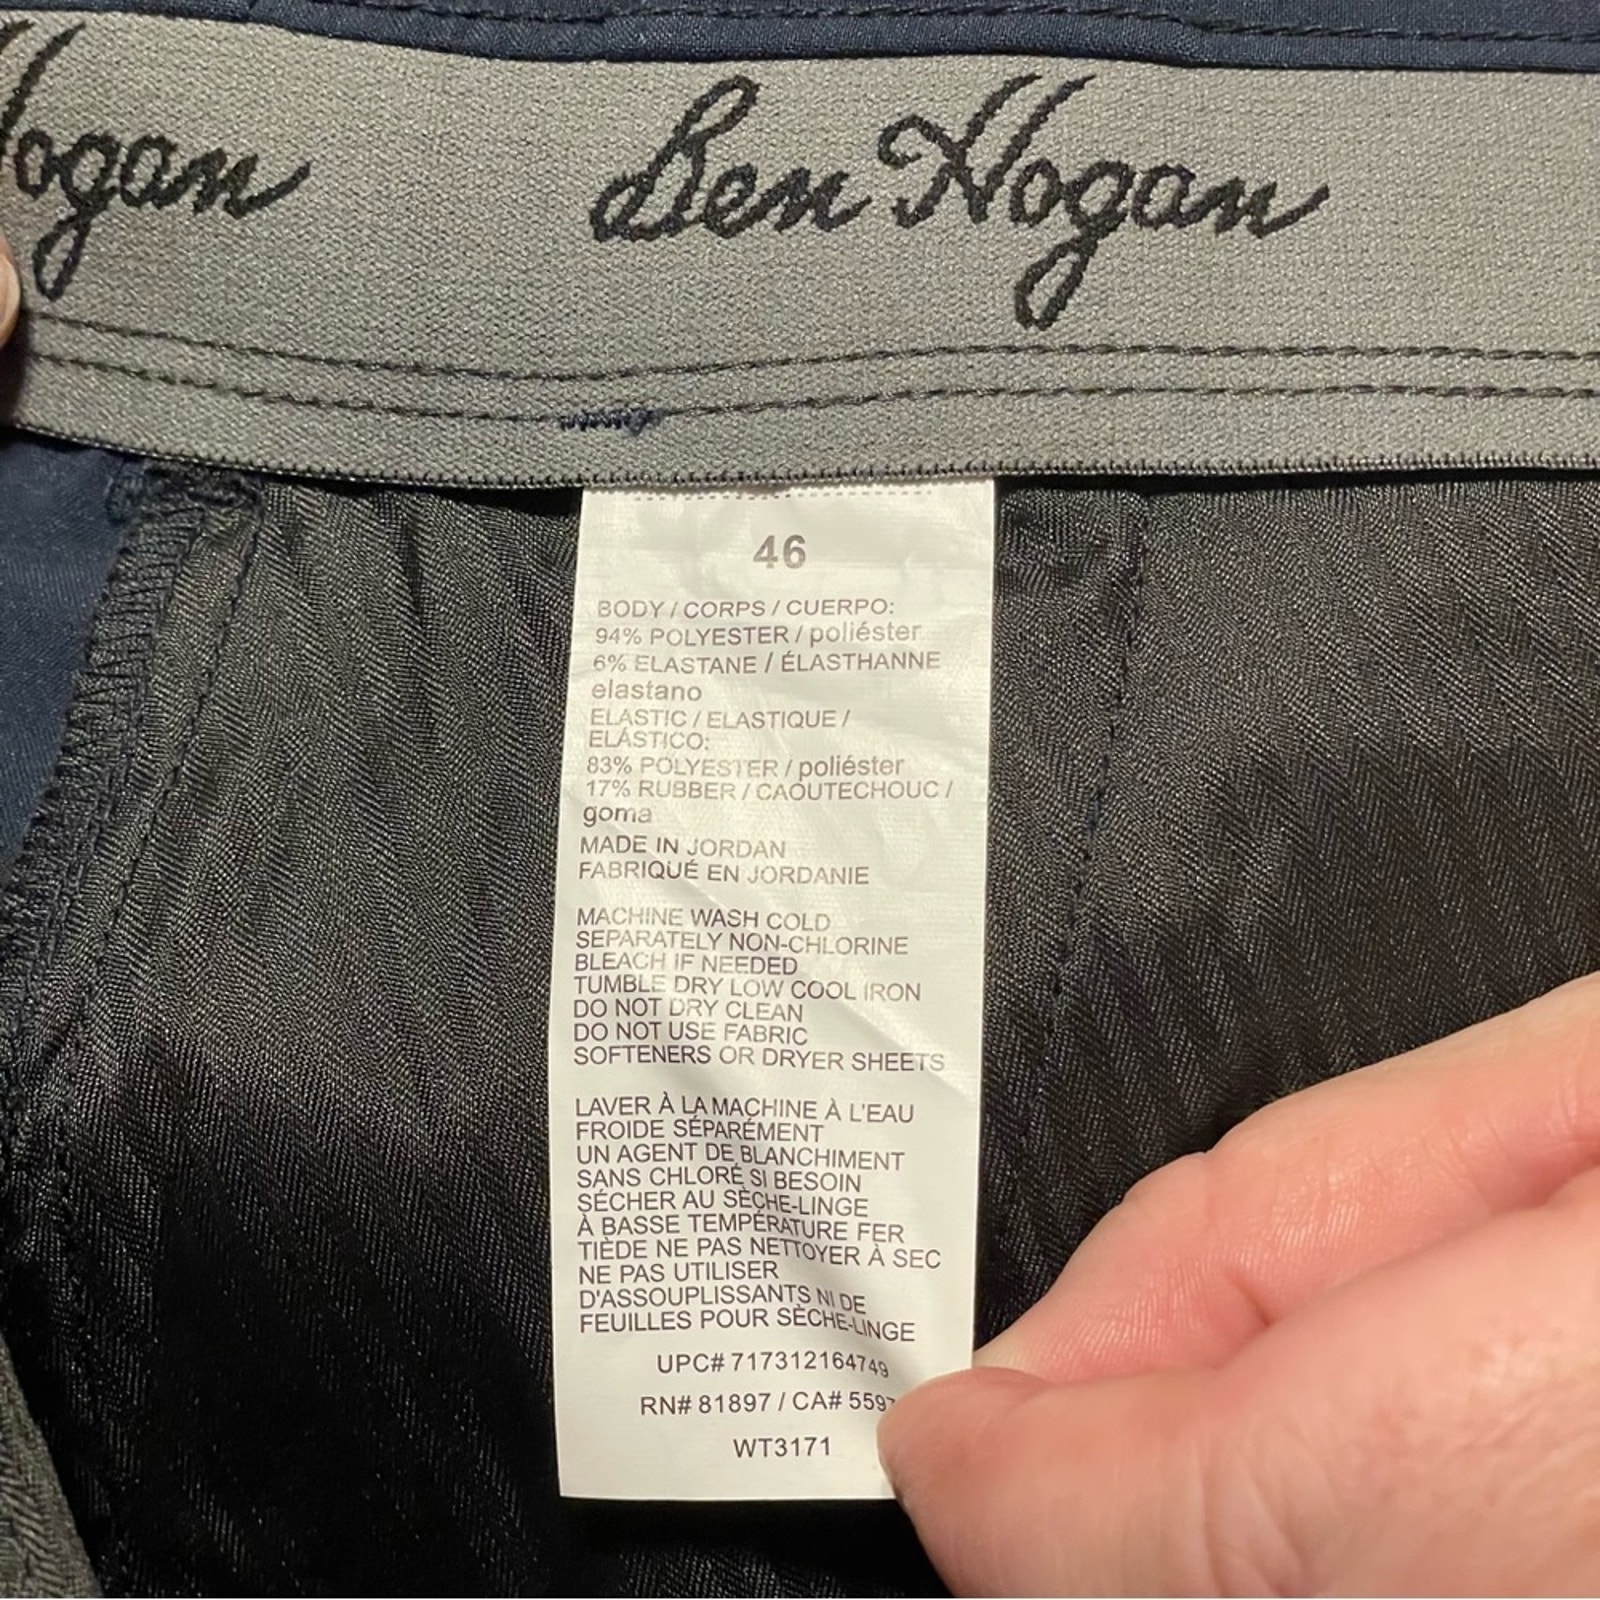 Hogan
Ben Hogan
46
BODY / CORPS / CUERPO:
94% POLYESTER / poliéster
6% ELASTANE / ÉLASTHANNE
elastano
ELASTIC / ELASTIQUE /
ELÁSTICO:
83% POLYESTER / poliéster
17% RUBBER / CAOUTECHOUC /
goma
MADE IN JORDAN
FABRIQUÉ EN JORDANIE
MACHINE WASH COLD
SEPARATELY NON-CHLORINE
BLEACH IF NEEDED
TUMBLE DRY LOW COOL IRON
DO NOT DRY CLEAN
DO NOT USE FABRIC
SOFTENERS OR DRYER SHEETS
LAVER À LA MACHINE À L'EAU
FROIDE SÉPARÉMENT
UN AGENT DE BLANCHIMENT
SANS CHLORÉ SI BESOIN
SÉCHER AU SÈCHE-LINGE
À BASSE TEMPÉRATURE FER
TIÈDE NE PAS NETTOYER À SEC
NE PAS UTILISER
D'ASSOUPLISSANTS NI DE
FEUILLES POUR SÈCHE-LINGE
UPC# 717312164749
RN# 81897 / CA#
WT3171